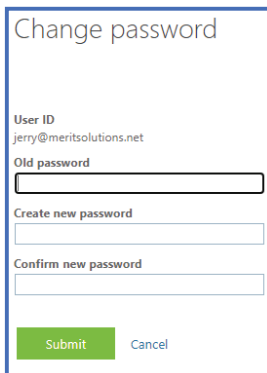 Change password
User ID
jerry@meritsolutions.net
Old password
Create new password
Confirm new password
Submit Cancel